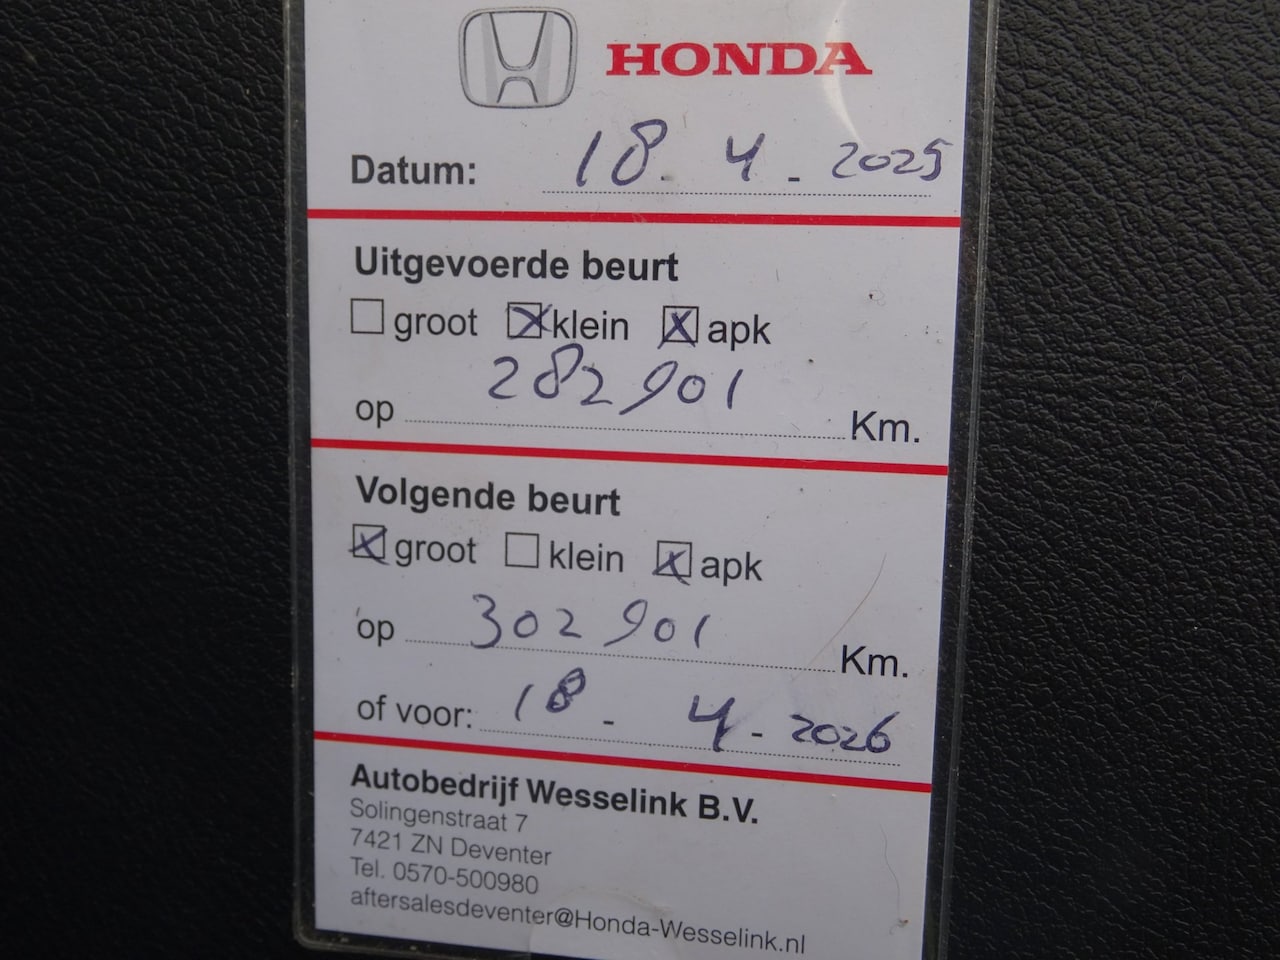 HONDA
Datum: 18-4-2025
Uitgevoerde beurt
groot klein apk
op 282901 Km.
Volgende beurt
groot klein apk
op 302901 Km.
of voor: 18-4-2026
Autobedrijf Wesselink B.V.
Solingenstraat 7
7421 ZN Deventer
Tel. 0570-500980
aftersalesdeventer@Honda-Wesselink.nl